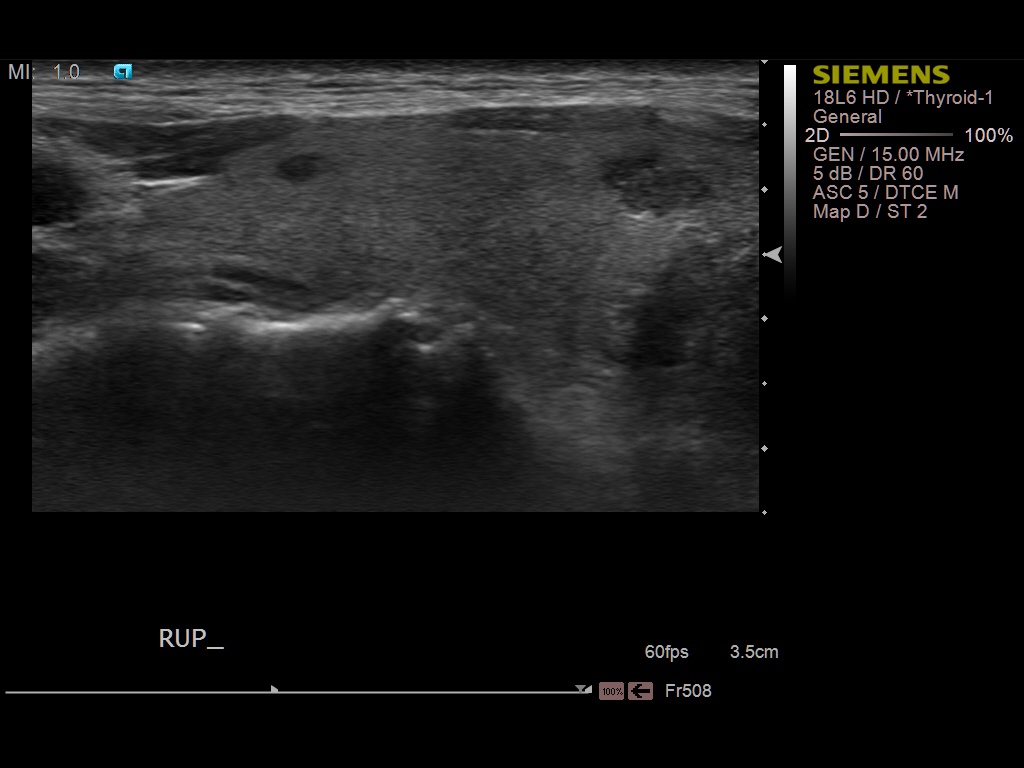 MI: 1.0
SIEMENS
18L6 HD / *Thyroid-1
General
2D 100%
GEN / 15.00 MHz
5 dB / DR 60
ASC 5 / DTCE M
Map D / ST 2
RUP_
60fps 3.5cm
100% Fr508